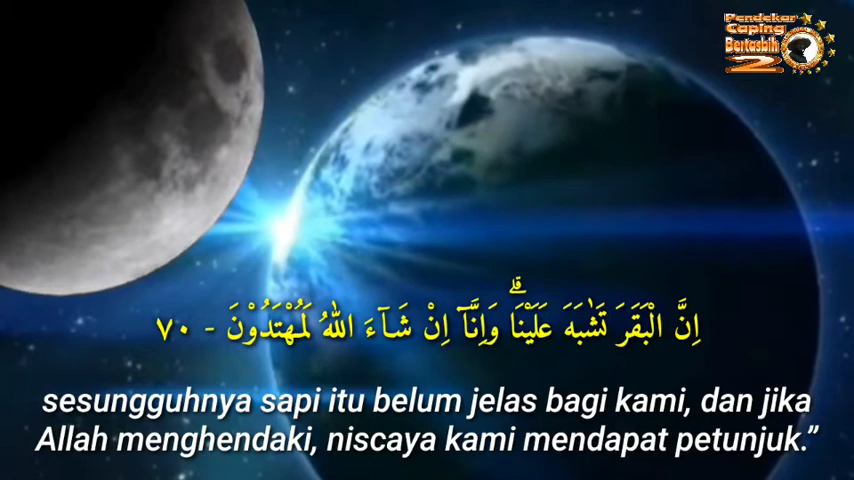 Pendekar
Caping
Bertasbih
2
اِنَّ الْبَقَرَ تَشٰبَهَ عَلَيْنَاۗ وَاِنَّآ اِنْ شَاۤءَ اللّٰهُ لَمُهْتَدُوْنَ - ٧٠
sesungguhnya sapi itu belum jelas bagi kami, dan jika
Allah menghendaki, niscaya kami mendapat petunjuk.”